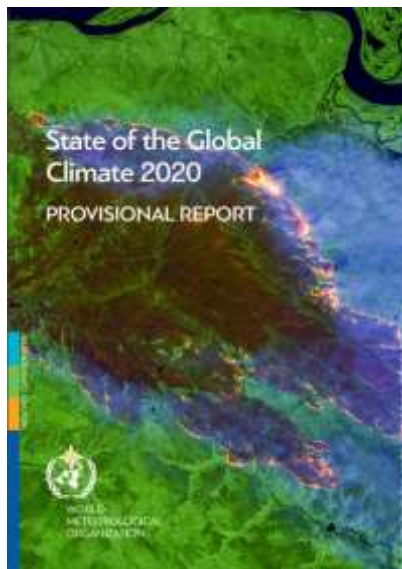 State of the Global
Climate 2020
PROVISIONAL REPORT
WORLD
METEOROLOGICAL
ORGANIZATION